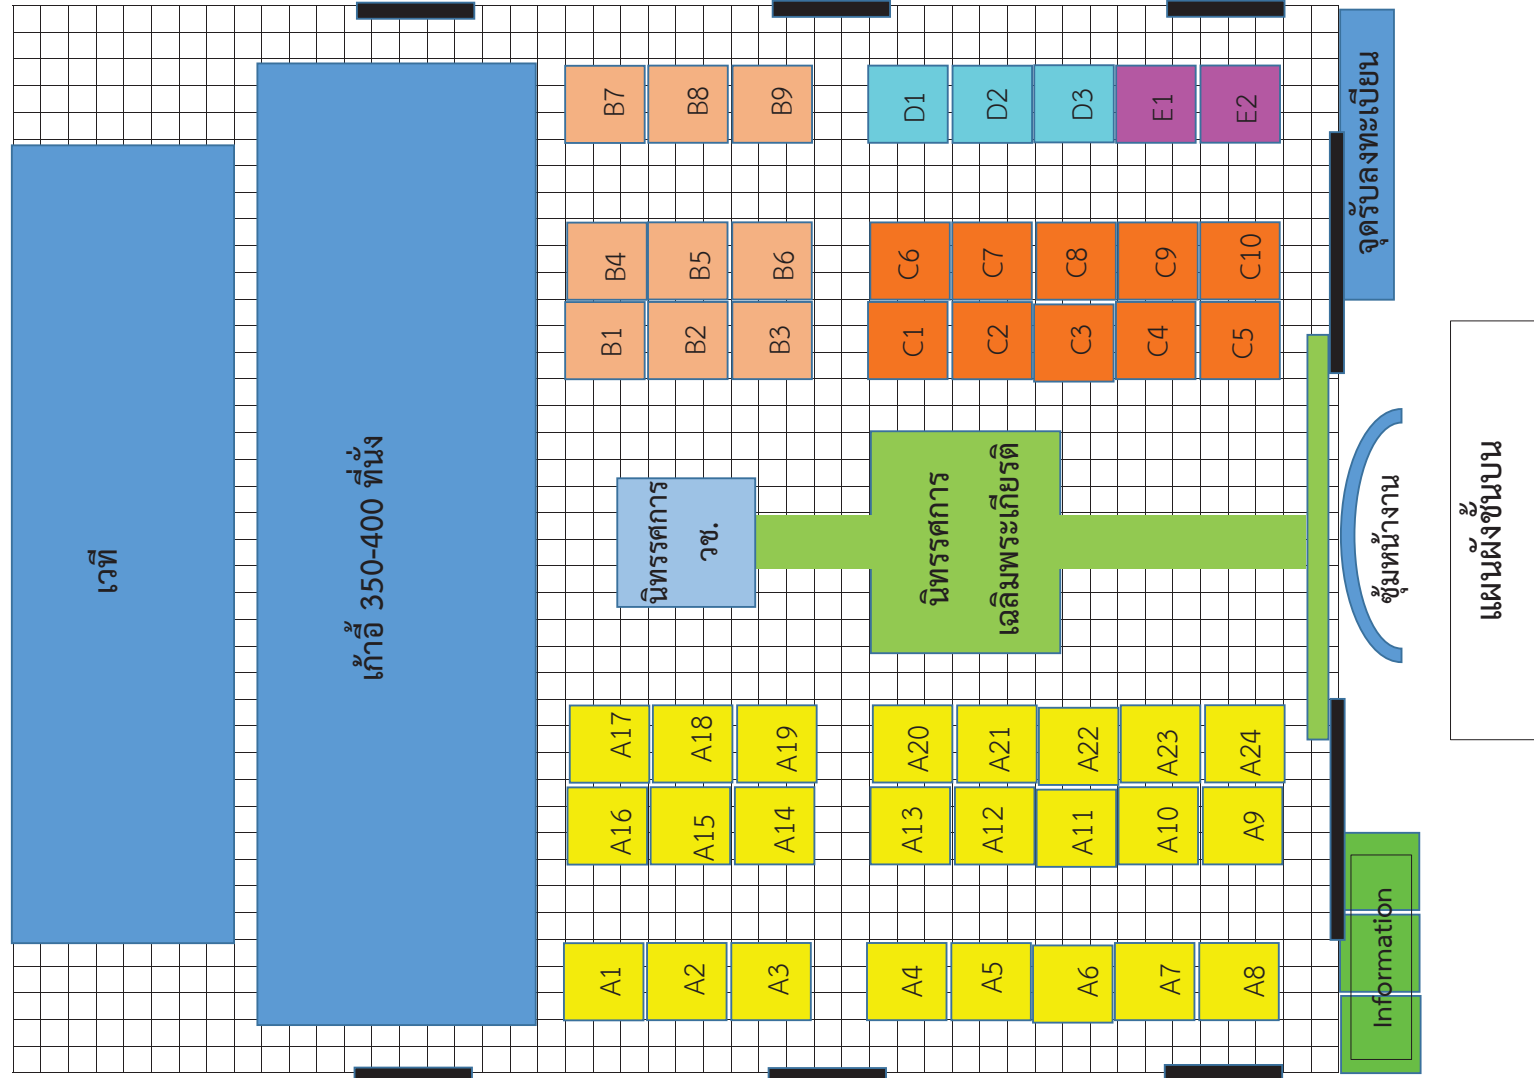 เวที
เก้าอี้ 350-400 ที่นั่ง
A1
A16
A17
B1
B4
B7
A2
A15
A18
B2
B5
B8
A3
A14
A19
B3
B6
B9
นิทรรศการ
วช.
A4
A13
A20
C1
C6
D1
A5
A12
A21
C2
C7
D2
A6
A11
A22
C3
C8
D3
A7
A10
A23
C4
C9
E1
A8
A9
A24
C5
C10
E2
นิทรรศการ
เฉลิมพระเกียรติ
Information
ซุ้มหน้างาน
จุดรับลงทะเบียน
แผนผังชั้นบน